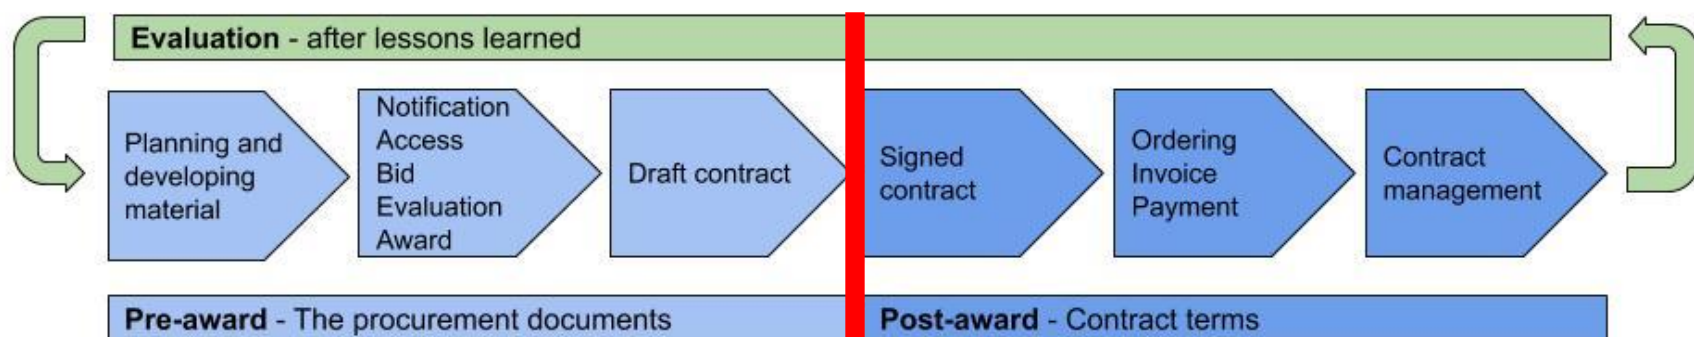 Evaluation - after lessons learned
Planning and
developing
material
Notification
Access
Bid
Evaluation
Award
Draft contract
Signed
contract
Ordering
Invoice
Payment
Contract
management
Pre-award - The procurement documents
Post-award - Contract terms